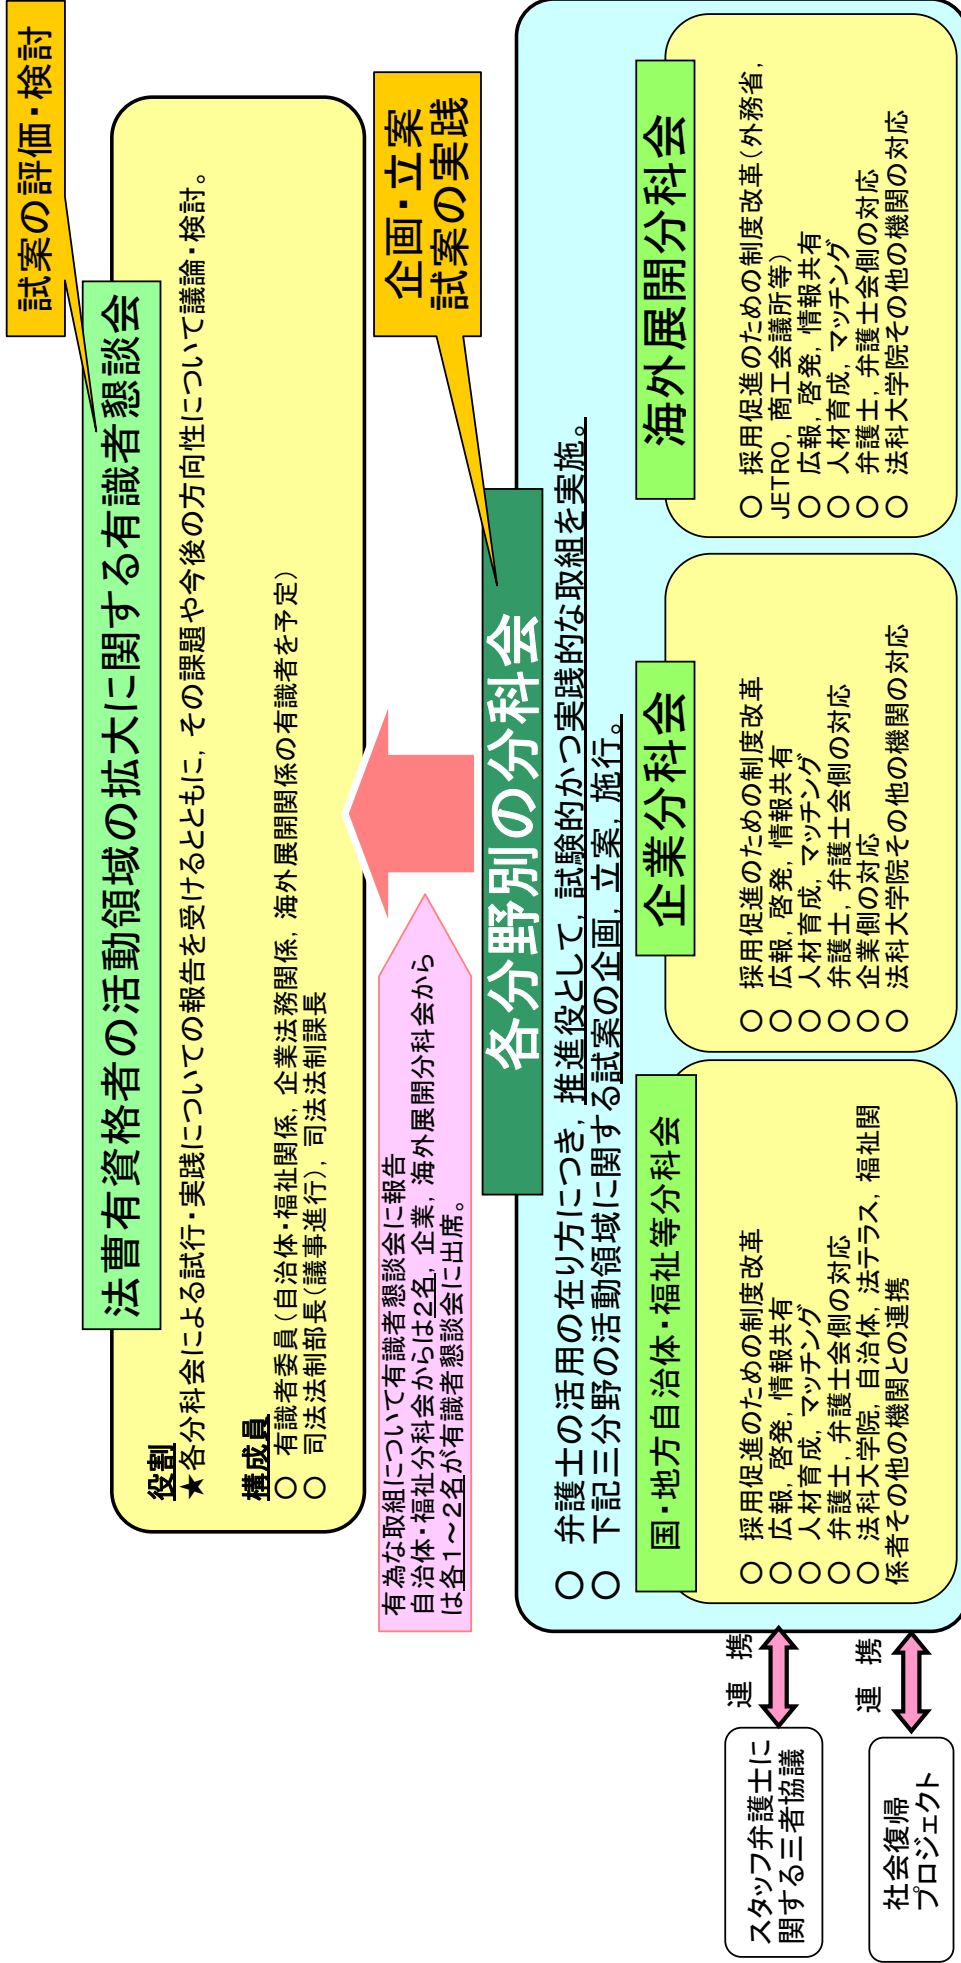 試案の評価・検討
法曹有資格者の活動領域の拡大に関する有識者懇談会
役割
★各分科会による試行・実践についての報告を受けるとともに，その課題や今後の方向性について議論・検討。
構成員
○ 有識者委員（自治体・福祉関係，企業法務関係，海外展開関係の有識者を予定）
○ 司法法制部長（議事進行），司法法制課長
企画・立案
試案の実践
有為な取組について有識者懇談会に報告
自治体・福祉分科会からは2名，企業，海外展開分科会から
は各1～2名が有識者懇談会に出席。
各分野別の分科会
○ 弁護士の活用の在り方につき，推進役として，試験的かつ実践的な取組を実施。
○ 下記三分野の活動領域に関する試案の企画，立案，施行。
国・地方自治体・福祉等分科会
○ 採用促進のための制度改革
○ 広報，啓発，情報共有
○ 人材育成，マッチング
○ 弁護士，弁護士会側の対応
○ 法科大学院，自治体，法テラス，福祉関
係者その他の機関との連携
企業分科会
○ 採用促進のための制度改革
○ 広報，啓発，情報共有
○ 人材育成，マッチング
○ 弁護士，弁護士会側の対応
○ 企業側の対応
○ 法科大学院その他の機関の対応
海外展開分科会
○ 採用促進のための制度改革（外務省，
JETRO，商工会議所等）
○ 広報，啓発，情報共有
○ 人材育成，マッチング
○ 弁護士，弁護士会側の対応
○ 法科大学院その他の機関の対応
連 携
スタッフ弁護士に
関する三者協議
連 携
社会復帰
プロジェクト